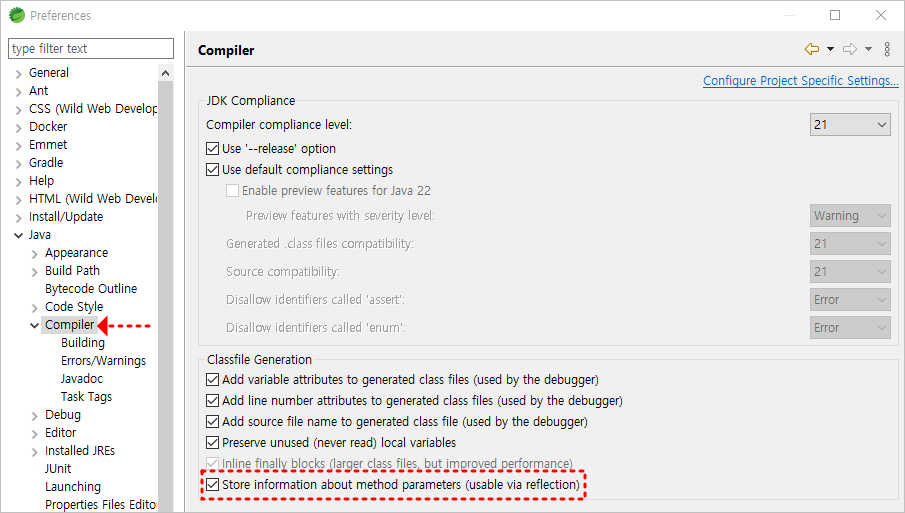 Preferences
type filter text
General
Ant
CSS (Wild Web Develop
Docker
Emmet
Gradle
Help
HTML (Wild Web Devel
Install/Update
Java
Appearance
Build Path
Bytecode Outline
Code Style
Compiler
Building
Errors/Warnings
Javadoc
Task Tags
Debug
Editor
Installed JREs
JUnit
Launching
Properties Files Editor
Compiler
Configure Project Specific Settings...
JDK Compliance
Compiler compliance level: 21
Use '--release' option
Use default compliance settings
Enable preview features for Java 22
Preview features with severity level: Warning
Generated .class files compatibility: 21
Source compatibility: 21
Disallow identifiers called 'assert': Error
Disallow identifiers called 'enum': Error
Classfile Generation
Add variable attributes to generated class files (used by the debugger)
Add line number attributes to generated class files (used by the debugger)
Add source file name to generated class file (used by the debugger)
Preserve unused (never read) local variables
Inline finally blocks (larger class files, but improved performance)
Store information about method parameters (usable via reflection)